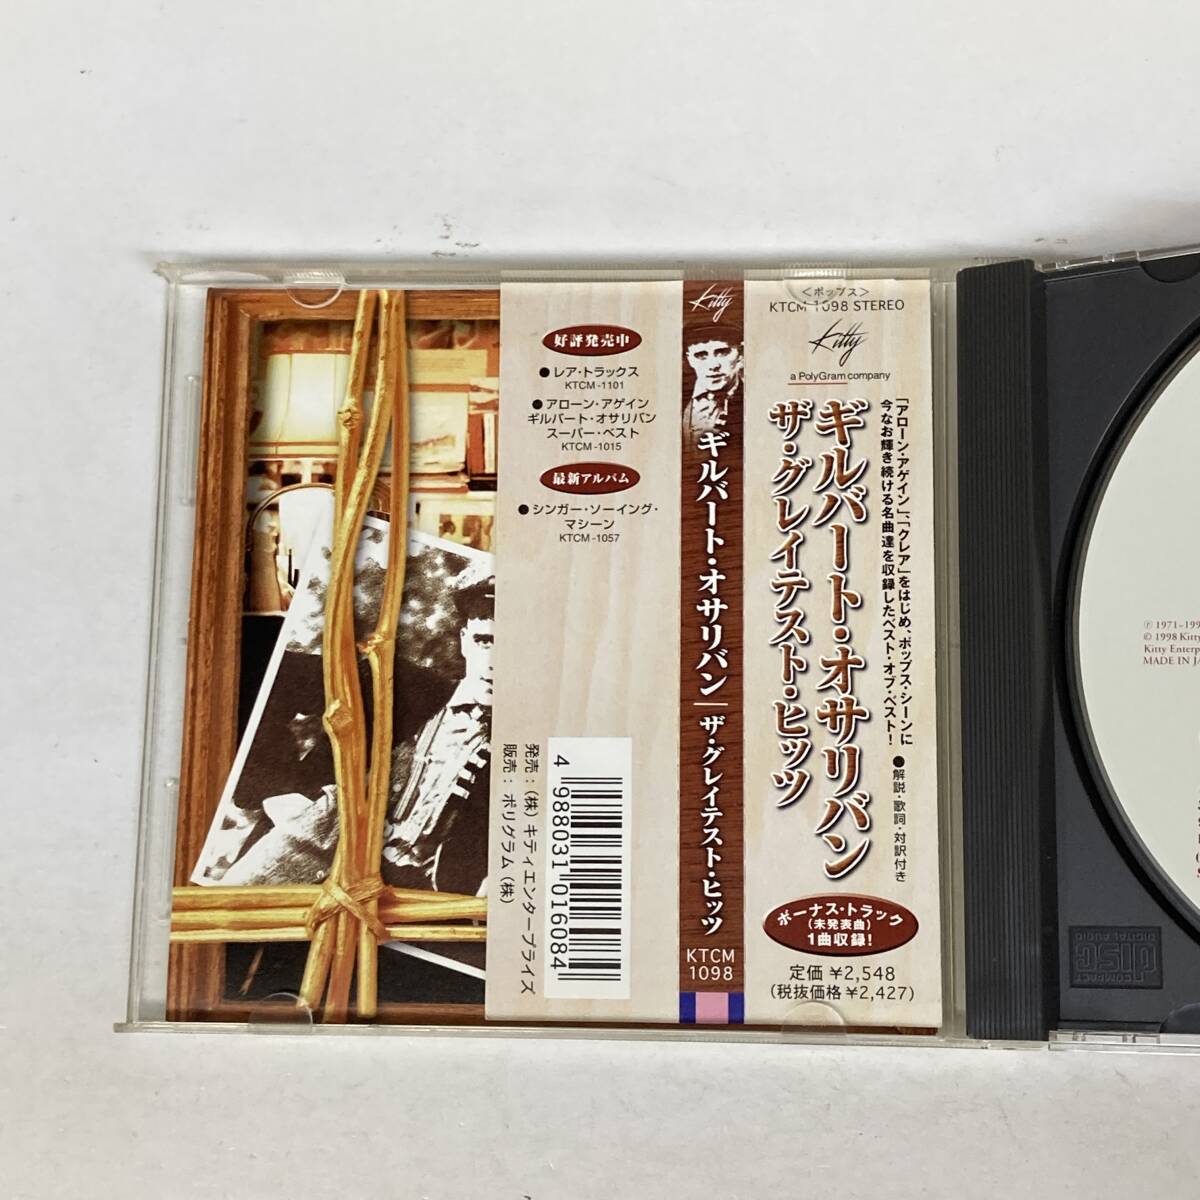 好評発売中
●レア・トラックス
KTCM-1101
●アローン・アゲイン
ギルバート・オサリバン
スーパー・ベスト
KTCM-1015
最新アルバム
●シンガー・ソーイング・
マシーン
KTCM-1057
発売：(株)キティエンタープライズ
販売：ポリグラム(株)
4 988031 016084
Kitty
ギルバート・オサリバン｜ザ・グレイテスト・ヒッツ
KTCM
1098
＜ポップス＞
KTCM-1098 STEREO
Kitty
a PolyGram company
「アローン・アゲイン」、「クレア」をはじめ、ポップス・シーンに
今なお輝き続ける名曲達を収録したベスト・オブ・ベスト!
●解説・歌詞・対訳付き
ギルバート・オサリバン
ザ・グレイテスト・ヒッツ
ボーナス・トラック
(未発表曲)
1曲収録!
定価 ¥2,548
(税抜価格 ¥2,427)
℗ 1971-199
© 1998 Kitty
Kitty Enterp
MADE IN JA
COMPACT
disc
DIGITAL AUDIO